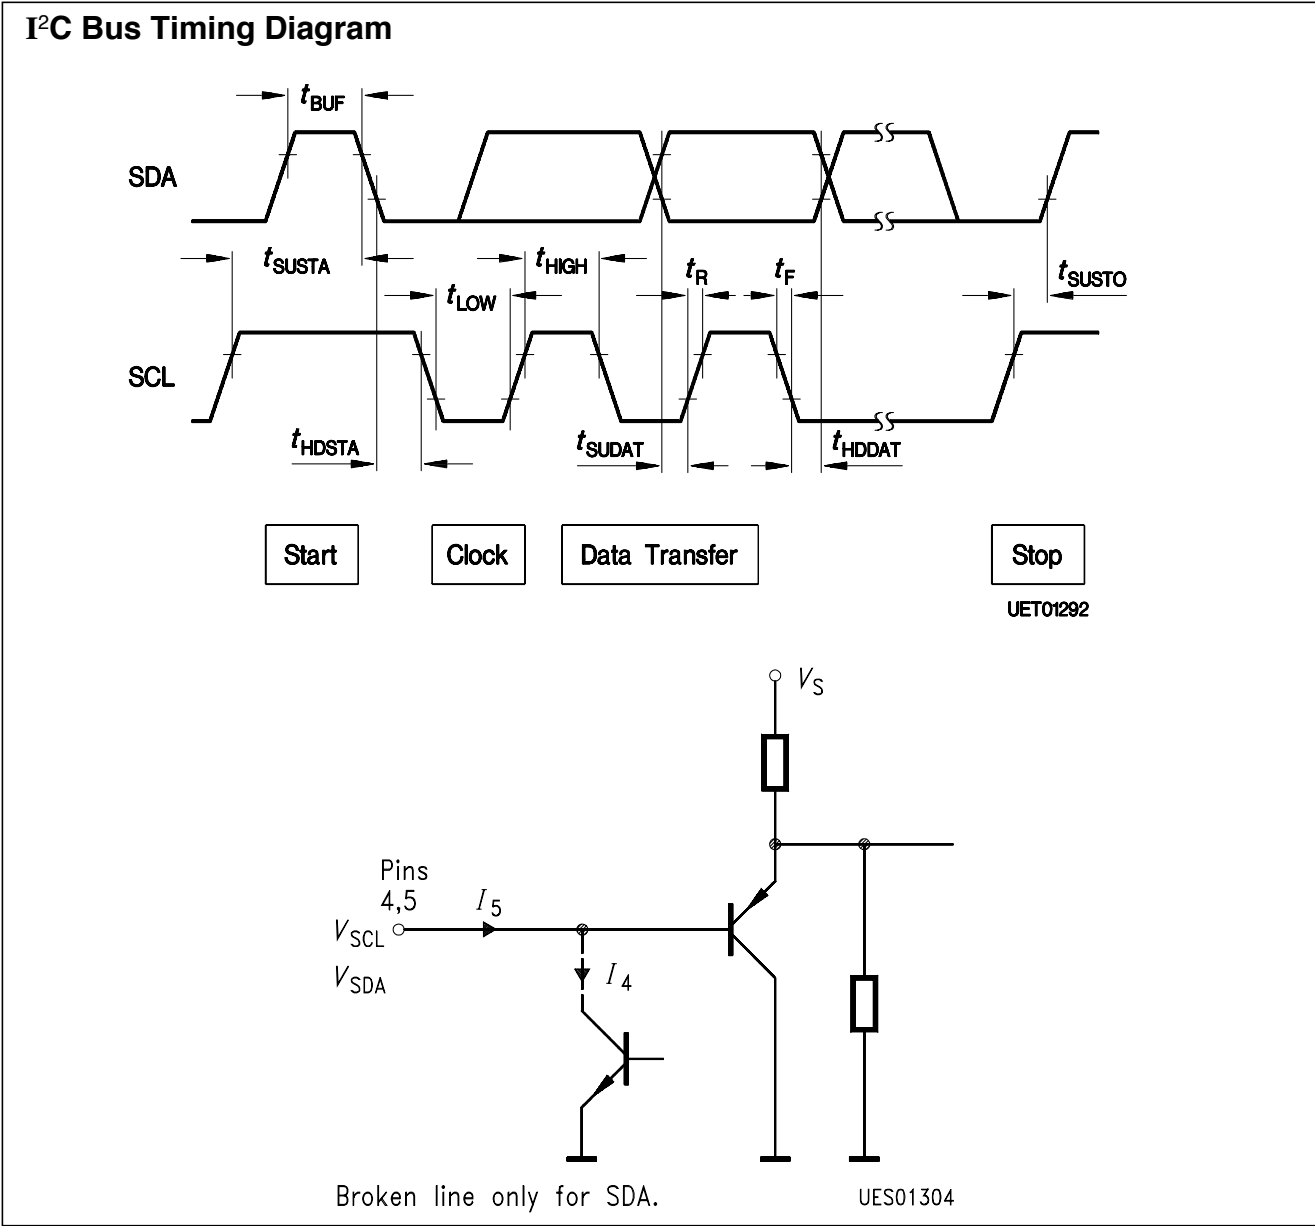 I²C Bus Timing Diagram
tBUF
SDA
tSUSTA
tHIGH
tLOW
tR
tF
tSUSTO
SCL
tHDSTA
tSUDAT
tHDDAT
Start
Clock
Data Transfer
Stop
UET01292
VS
Pins
4,5
I5
VSCL
VSDA
I4
Broken line only for SDA.
UES01304